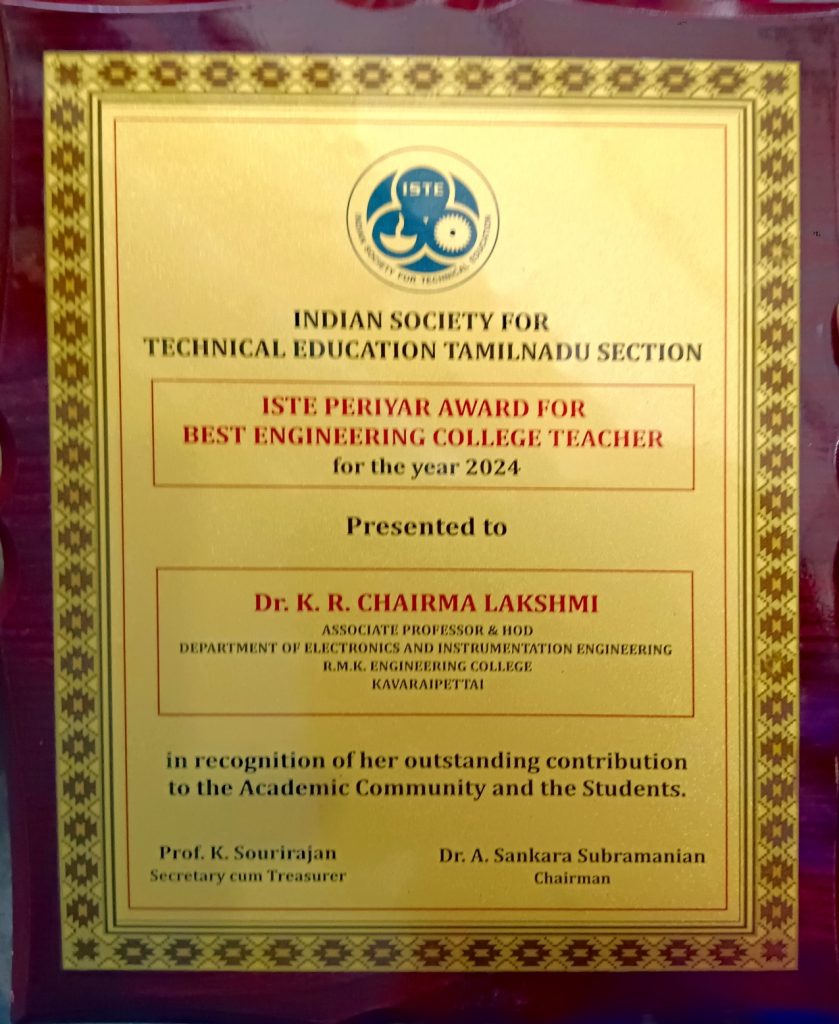 ISTE
INDIAN SOCIETY FOR TECHNICAL EDUCATION
INDIAN SOCIETY FOR
TECHNICAL EDUCATION TAMILNADU SECTION
ISTE PERIYAR AWARD FOR
BEST ENGINEERING COLLEGE TEACHER
for the year 2024
Presented to
Dr. K. R. CHAIRMA LAKSHMI
ASSOCIATE PROFESSOR & HOD
DEPARTMENT OF ELECTRONICS AND INSTRUMENTATION ENGINEERING
R.M.K. ENGINEERING COLLEGE
KAVARAIPETTAI
in recognition of her outstanding contribution
to the Academic Community and the Students.
Prof. K. Sourirajan
Secretary cum Treasurer
Dr. A. Sankara Subramanian
Chairman